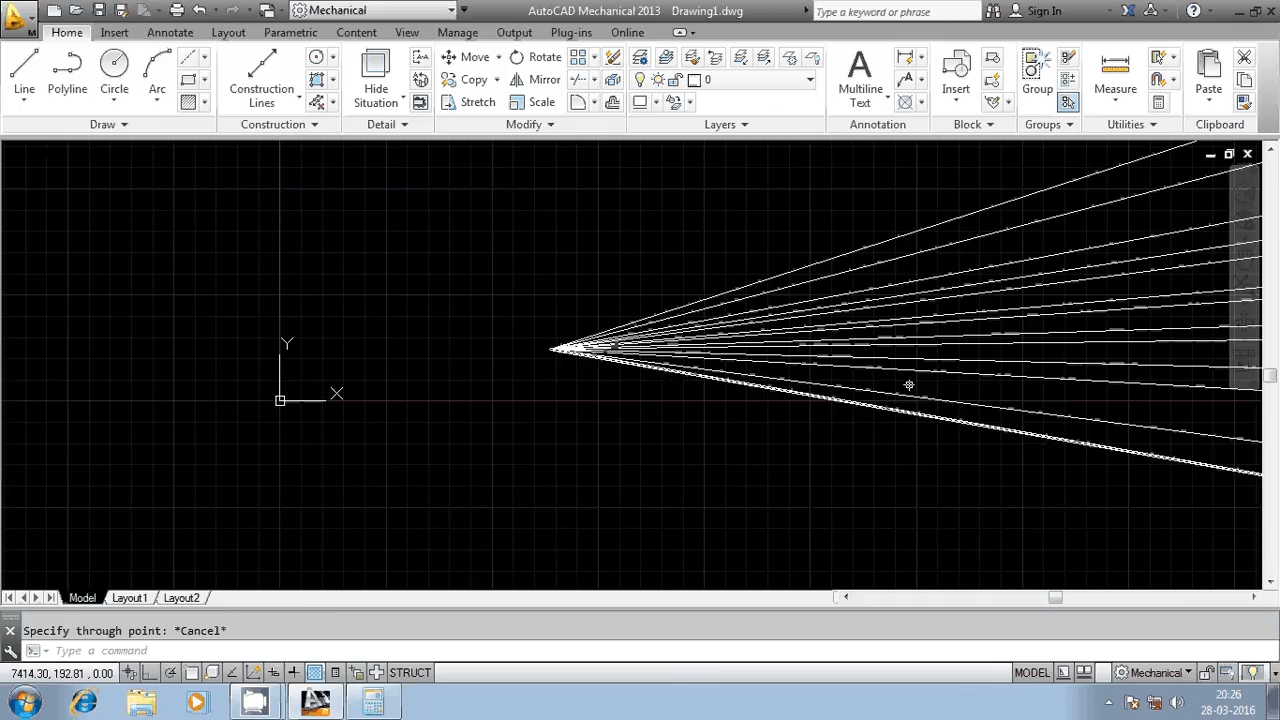 Mechanical
AutoCAD Mechanical 2013 Drawing1.dwg
Type a keyword or phrase
Sign In
Home Insert Annotate Layout Parametric Content View Manage Output Plug-ins Online
Line Polyline Circle Arc
Construction Lines
Hide Situation
Move Rotate
Copy Mirror
Stretch Scale
0
Multiline Text
Insert
Group
Measure
Paste
Draw Construction Detail Modify Layers Annotation Block Groups Utilities Clipboard
Y
X
Model Layout1 Layout2
Specify through point: *Cancel*
Type a command
7414.30, 192.81 , 0.00
STRUCT
MODEL
Mechanical
20:26
28-03-2016